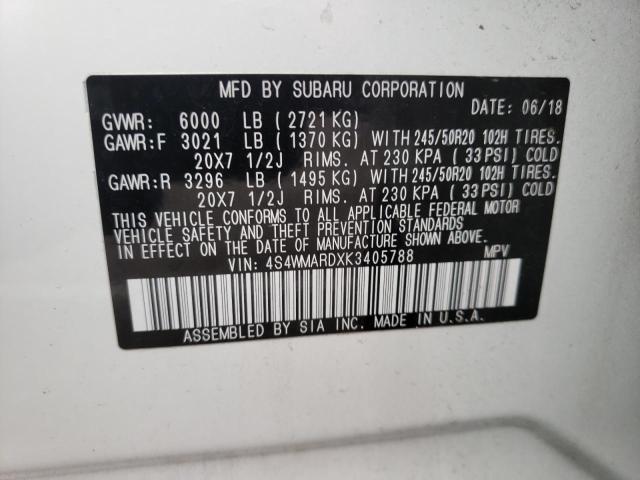 MFD BY SUBARU CORPORATION
DATE: 06/18
GVWR: 6000 LB ( 2721 KG)
GAWR:F 3021 LB ( 1370 KG) WITH 245/50R20 102H TIRES.
20X7 1/2J RIMS. AT 230 KPA ( 33 PSI) COLD
GAWR:R 3296 LB ( 1495 KG) WITH 245/50R20 102H TIRES.
20X7 1/2J RIMS. AT 230 KPA ( 33 PSI) COLD
THIS VEHICLE CONFORMS TO ALL APPLICABLE FEDERAL MOTOR
VEHICLE SAFETY AND THEFT PREVENTION STANDARDS
IN EFFECT ON THE DATE OF MANUFACTURE SHOWN ABOVE.
VIN: 4S4WMARDXK3405788 MPV
ASSEMBLED BY SIA INC. MADE IN U.S.A.